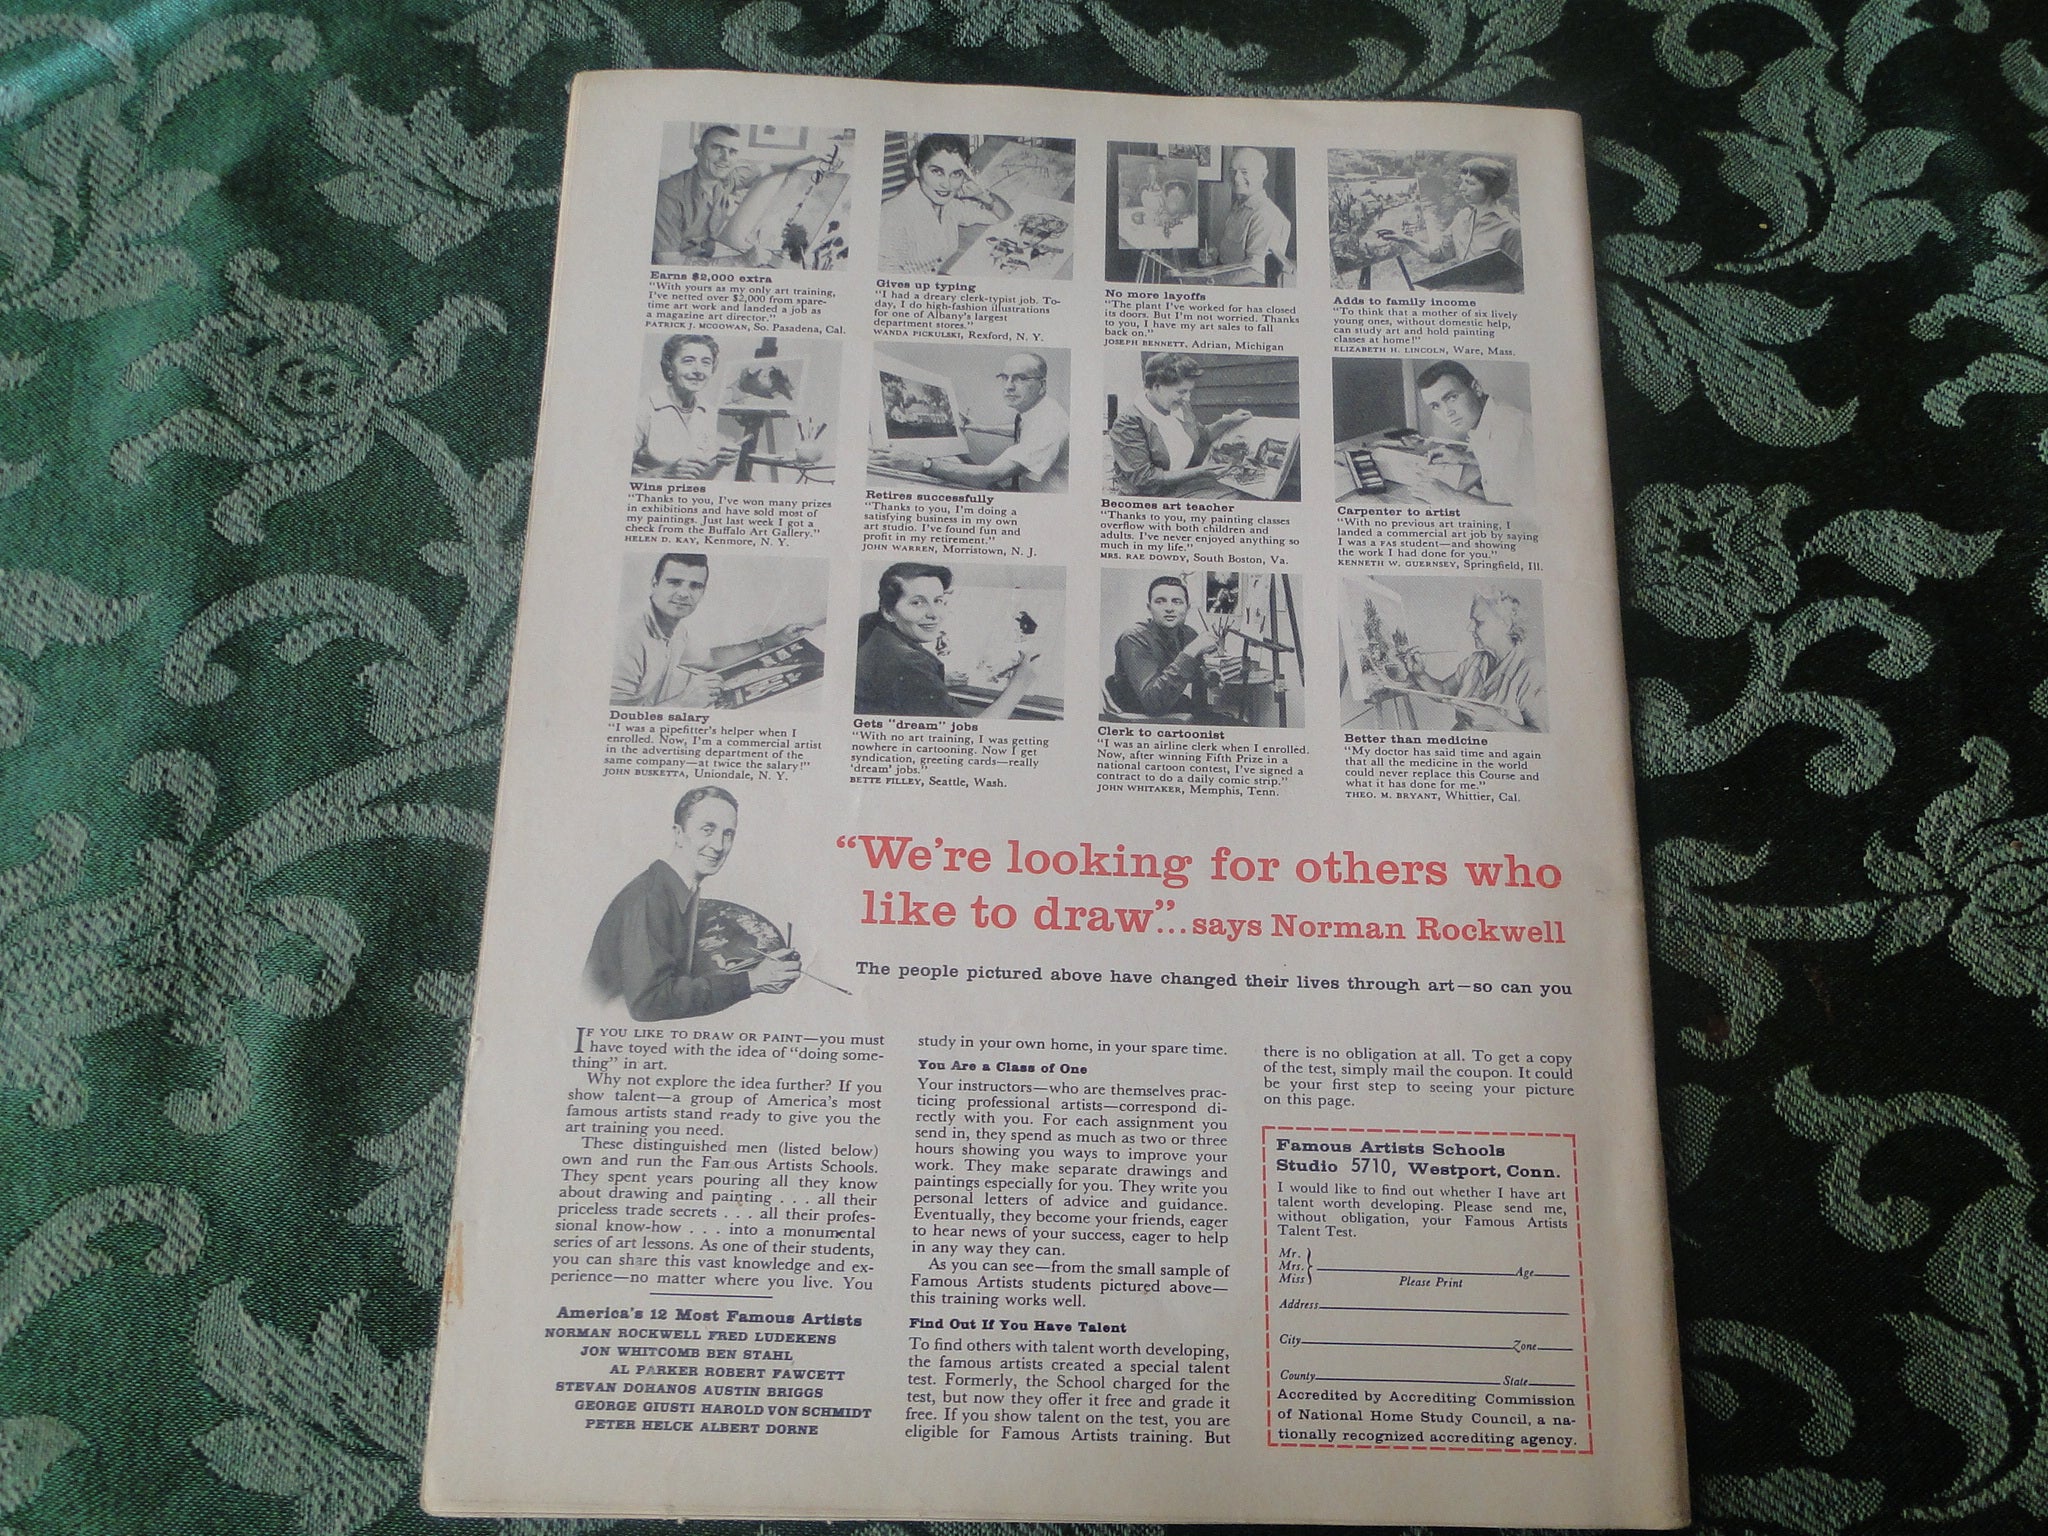 Earns $2,000 extra
"With yours as my only art training,
I've netted over $2,000 from spare-
time art work and landed a job as
a magazine art director."
PATRICK J. MCGOWAN, So. Pasadena, Cal.
Gives up typing
"I had a dreary clerk-typist job. To-
day, I do high-fashion illustrations
for one of Albany's largest
department stores."
WANDA PICKULSKI, Rexford, N. Y.
No more layoffs
"The plant I've worked for has closed
its doors. But I'm not worried. Thanks
to you, I have my art sales to fall
back on."
JOSEPH BENNETT, Adrian, Michigan
Adds to family income
"To think that a mother of six lively
young ones, without domestic help,
can study art and hold painting
classes at home!"
ELIZABETH H. LINCOLN, Ware, Mass.
Wins prizes
"Thanks to you, I've won many prizes
in exhibitions and have sold most of
my paintings. Just last week I got a
check from the Buffalo Art Gallery."
HELEN D. KAY, Kenmore, N. Y.
Retires successfully
"Thanks to you, I'm doing a
satisfying business in my own
art studio. I've found fun and
profit in my retirement."
JOHN WARREN, Morristown, N. J.
Becomes art teacher
"Thanks to you, my painting classes
overflow with both children and
adults. I've never enjoyed anything so
much in my life."
MRS. RAE DOWDY, South Boston, Va.
Carpenter to artist
"With no previous art training, I
landed a commercial art job by saying
I was a FAS student—and showing
the work I had done for you."
KENNETH W. GUERNSEY, Springfield, Ill.
Doubles salary
"I was a pipefitter's helper when I
enrolled. Now, I'm a commercial artist
in the advertising department of the
same company—at twice the salary!"
JOHN BUSKETTA, Uniondale, N. Y.
Gets "dream" jobs
"With no art training, I was getting
nowhere in cartooning. Now I get
syndication, greeting cards—really
'dream' jobs."
BETTE FILLEY, Seattle, Wash.
Clerk to cartoonist
"I was an airline clerk when I enrolled.
Now, after winning Fifth Prize in a
national cartoon contest, I've signed a
contract to do a daily comic strip."
JOHN WHITAKER, Memphis, Tenn.
Better than medicine
"My doctor has said time and again
that all the medicine in the world
could never replace this Course and
what it has done for me."
THEO. M. BRYANT, Whittier, Cal.
"We're looking for others who
like to draw"...says Norman Rockwell
The people pictured above have changed their lives through art—so can you
IF YOU LIKE TO DRAW OR PAINT—you must
have toyed with the idea of "doing some-
thing" in art.
Why not explore the idea further? If you
show talent—a group of America's most
famous artists stand ready to give you the
art training you need.
These distinguished men (listed below)
own and run the Famous Artists Schools.
They spent years pouring all they know
about drawing and painting . . . all their
priceless trade secrets . . . all their profes-
sional know-how . . . into a monumental
series of art lessons. As one of their students,
you can share this vast knowledge and ex-
perience—no matter where you live. You
America's 12 Most Famous Artists
NORMAN ROCKWELL FRED LUDEKENS
JON WHITCOMB BEN STAHL
AL PARKER ROBERT FAWCETT
STEVAN DOHANOS AUSTIN BRIGGS
GEORGE GIUSTI HAROLD VON SCHMIDT
PETER HELCK ALBERT DORNE
study in your own home, in your spare time.
You Are a Class of One
Your instructors—who are themselves prac-
ticing professional artists—correspond di-
rectly with you. For each assignment you
send in, they spend as much as two or three
hours showing you ways to improve your
work. They make separate drawings and
paintings especially for you. They write you
personal letters of advice and guidance.
Eventually, they become your friends, eager
to hear news of your success, eager to help
in any way they can.
As you can see—from the small sample of
Famous Artists students pictured above—
this training works well.
Find Out If You Have Talent
To find others with talent worth developing,
the famous artists created a special talent
test. Formerly, the School charged for the
test, but now they offer it free and grade it
free. If you show talent on the test, you are
eligible for Famous Artists training. But
there is no obligation at all. To get a copy
of the test, simply mail the coupon. It could
be your first step to seeing your picture
on this page.
Famous Artists Schools
Studio 5710, Westport, Conn.
I would like to find out whether I have art
talent worth developing. Please send me,
without obligation, your Famous Artists
Talent Test.
Mr.
Mrs.
Miss
Age
Please Print
Address
City
Zone
County
State
Accredited by Accrediting Commission
of National Home Study Council, a na-
tionally recognized accrediting agency.